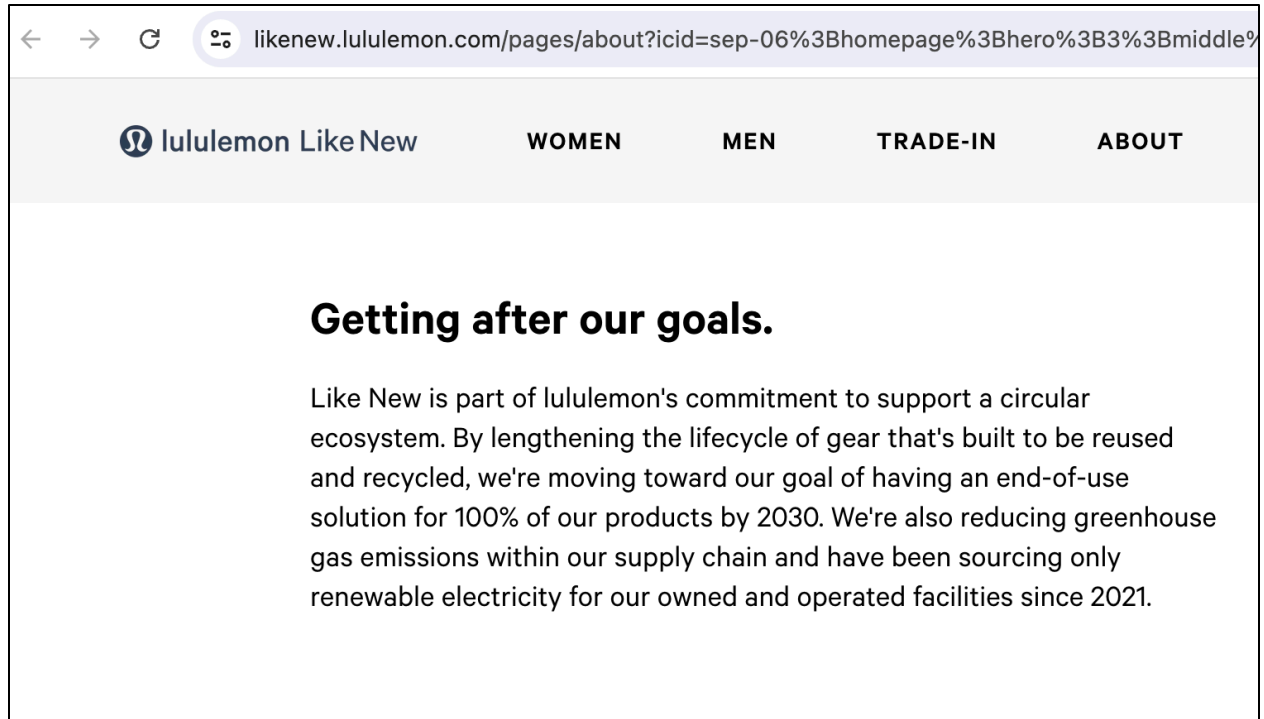 likenew.lululemon.com/pages/about?icid=sep-06%3Bhomepage%3Bhero%3B3%3Bmiddle%
lululemon Like New WOMEN MEN TRADE-IN ABOUT
Getting after our goals.
Like New is part of lululemon's commitment to support a circular
ecosystem. By lengthening the lifecycle of gear that's built to be reused
and recycled, we're moving toward our goal of having an end-of-use
solution for 100% of our products by 2030. We're also reducing greenhouse
gas emissions within our supply chain and have been sourcing only
renewable electricity for our owned and operated facilities since 2021.